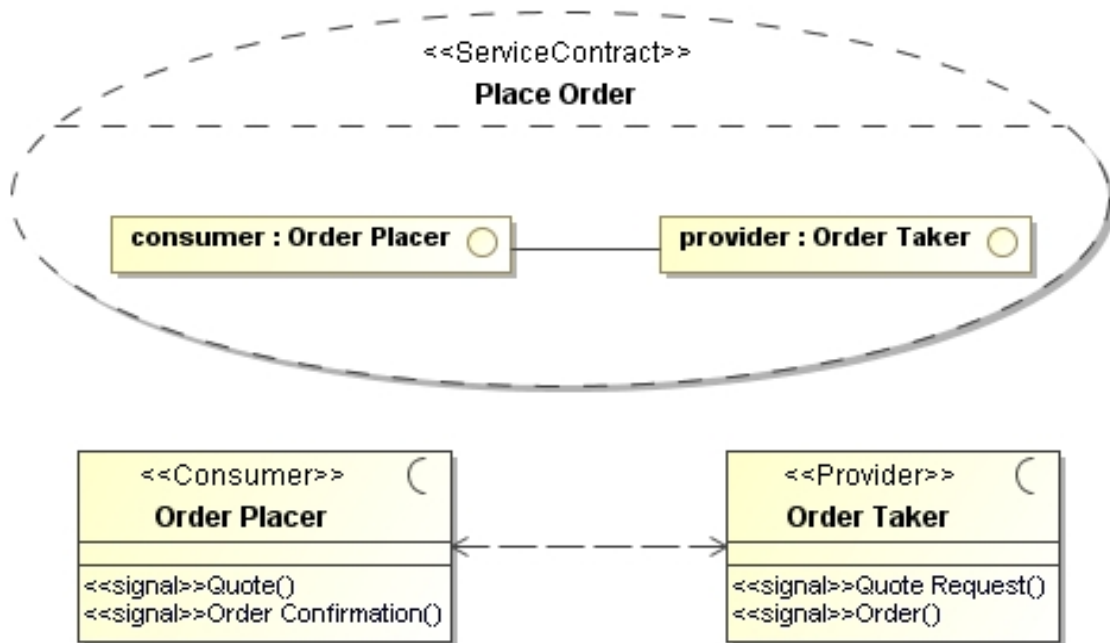 <<ServiceContract>>
Place Order
consumer : Order Placer
provider : Order Taker
<<Consumer>>
Order Placer
<<signal>>Quote()
<<signal>>Order Confirmation()
<<Provider>>
Order Taker
<<signal>>Quote Request()
<<signal>>Order()